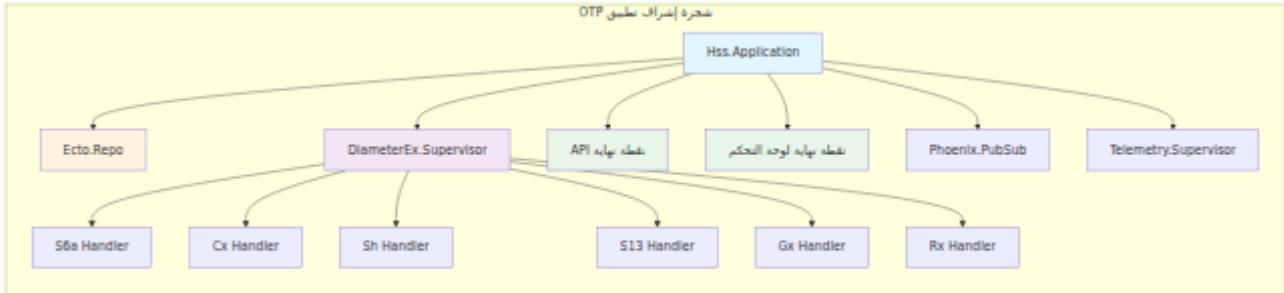 شجرة إشراف تطبيق OTP
Hss.Application
Ecto.Repo
DiameterEx.Supervisor
نقطة نهاية API
نقطة نهاية لوحة التحكم
Phoenix.PubSub
Telemetry.Supervisor
S6a Handler
Cx Handler
Sh Handler
S13 Handler
Gx Handler
Rx Handler